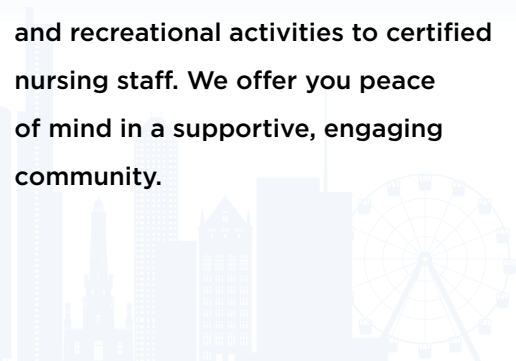 and recreational activities to certified
nursing staff. We offer you peace
of mind in a supportive, engaging
community.